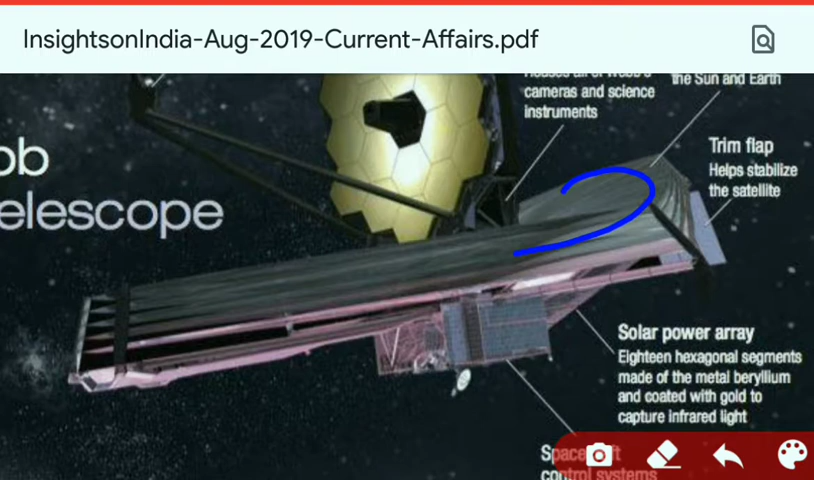 InsightsonIndia-Aug-2019-Current-Affairs.pdf
cameras and science
instruments
the Sun and Earth
Trim flap
Helps stabilize
the satellite
ob
elescope
Solar power array
Eighteen hexagonal segments
made of the metal beryllium
and coated with gold to
capture infrared light
control systems